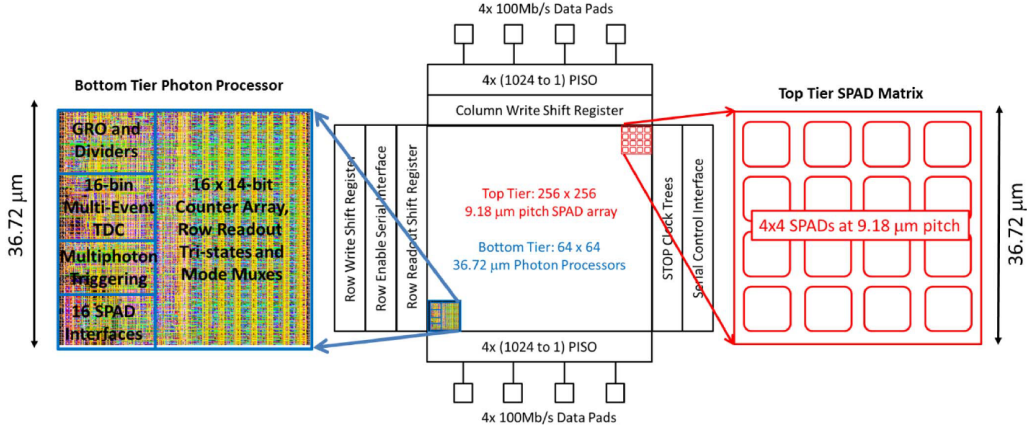 4x 100Mb/s Data Pads
Bottom Tier Photon Processor
4x (1024 to 1) PISO
Column Write Shift Register
Top Tier SPAD Matrix
36.72 µm
GRO and
Dividers
16-bin
Multi-Event
TDC
Multiphoton
Triggering
16 SPAD
Interfaces
16 x 14-bit
Counter Array,
Row Readout
Tri-states and
Mode Muxes
Row Write Shift Register
Row Enable Serial Interface
Row Readout Shift Register
Top Tier: 256 x 256
9.18 µm pitch SPAD array
Bottom Tier: 64 x 64
36.72 µm Photon Processors
STOP Clock Trees
Serial Control Interface
4x4 SPADs at 9.18 µm pitch
36.72 µm
4x (1024 to 1) PISO
4x 100Mb/s Data Pads